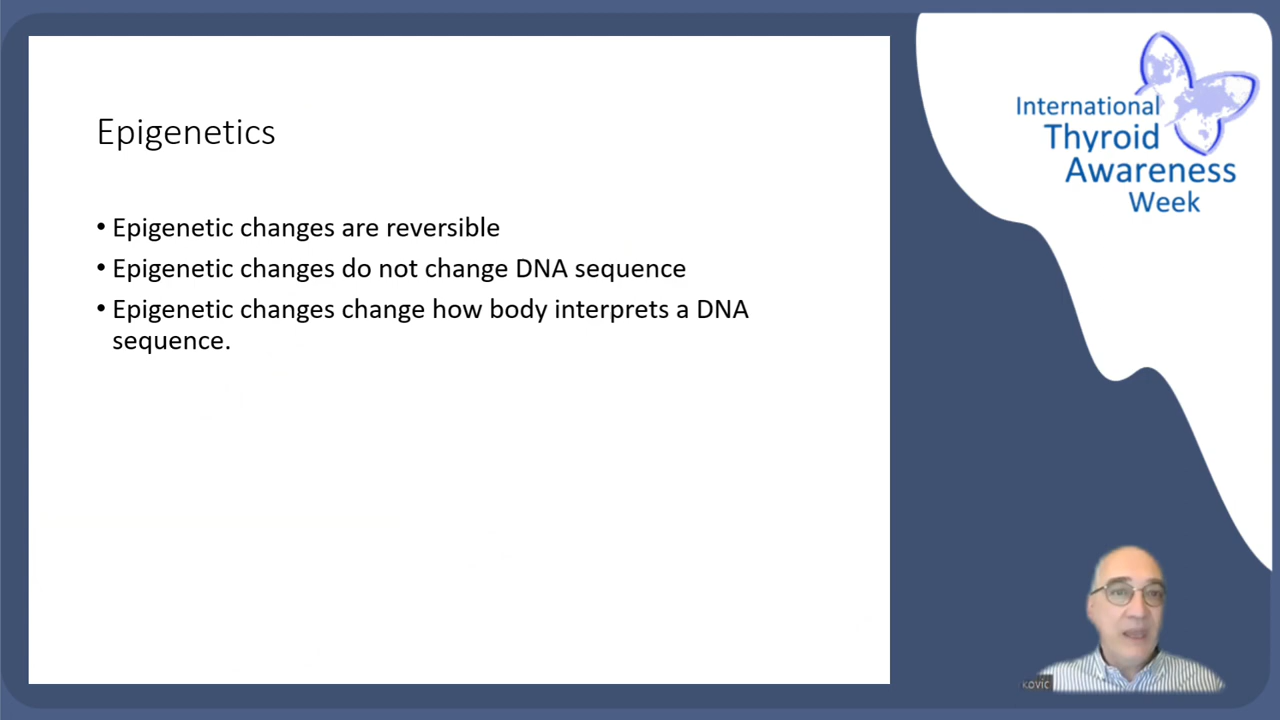 Epigenetics
• Epigenetic changes are reversible
• Epigenetic changes do not change DNA sequence
• Epigenetic changes change how body interprets a DNA
sequence.
International
Thyroid
Awareness
Week
kovic